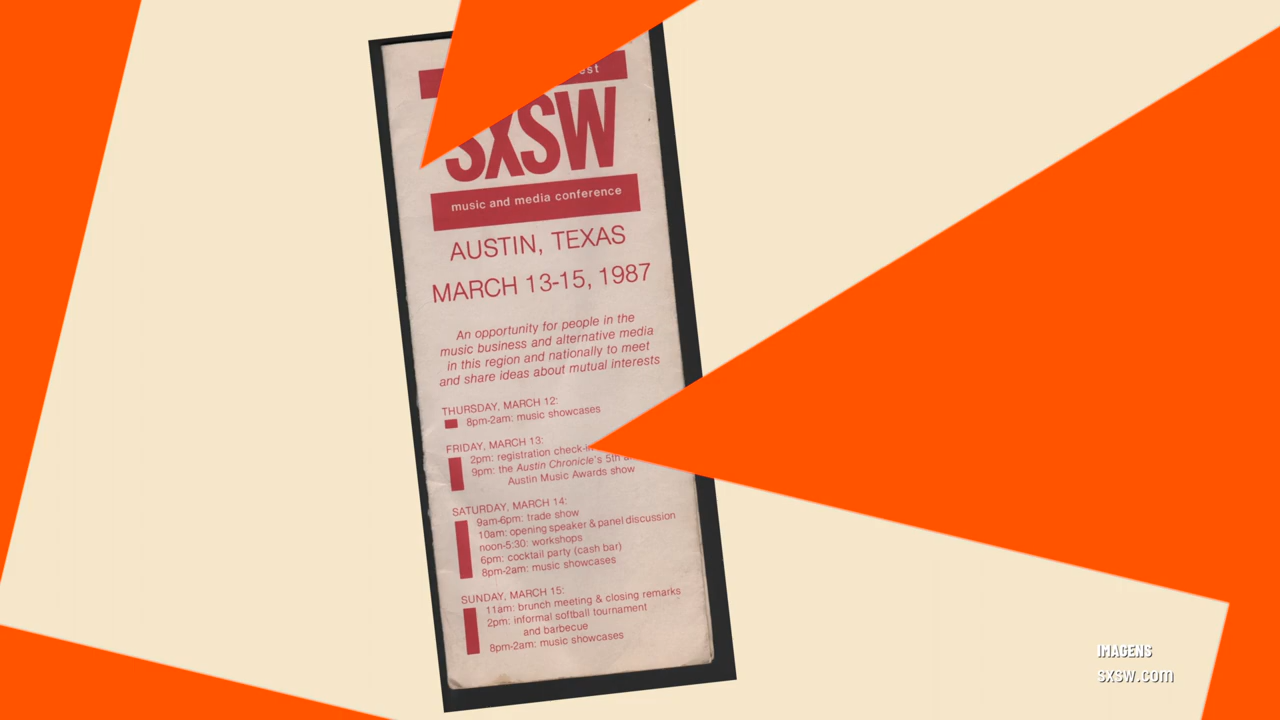 SXSW
music and media conference
AUSTIN, TEXAS
MARCH 13-15, 1987
An opportunity for people in the
music business and alternative media
in this region and nationally to meet
and share ideas about mutual interests
THURSDAY, MARCH 12:
8pm-2am: music showcases
FRIDAY, MARCH 13:
2pm: registration check-
9pm: the Austin Chronicle's 5th
Austin Music Awards show
SATURDAY, MARCH 14:
9am-6pm: trade show
10am: opening speaker & panel discussion
noon-5:30: workshops
6pm: cocktail party (cash bar)
8pm-2am: music showcases
SUNDAY, MARCH 15:
11am: brunch meeting & closing remarks
2pm: informal softball tournament
and barbecue
8pm-2am: music showcases
IMAGENS
sxsw.com